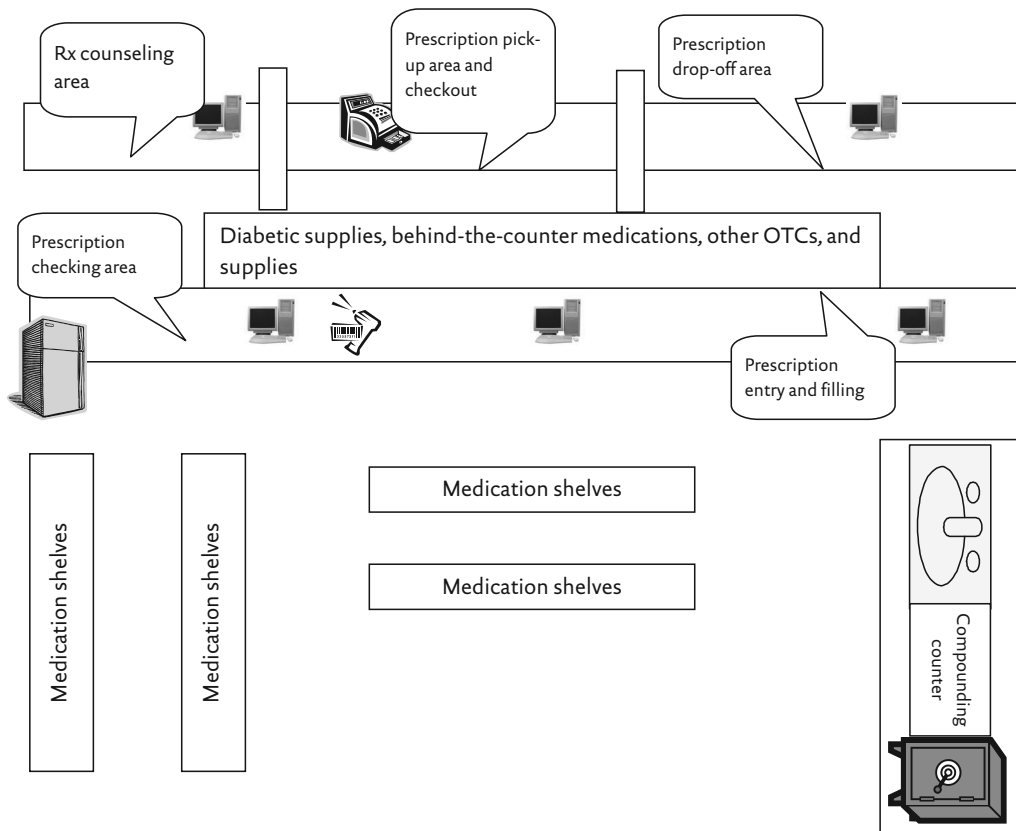 Rx counseling
area
Prescription pick-
up area and
checkout
Prescription
drop-off area
Diabetic supplies, behind-the-counter medications, other OTCs, and
supplies
Prescription
checking area
Prescription
entry and filling
Medication shelves
Medication shelves
Medication shelves
Medication shelves
Compounding
counter